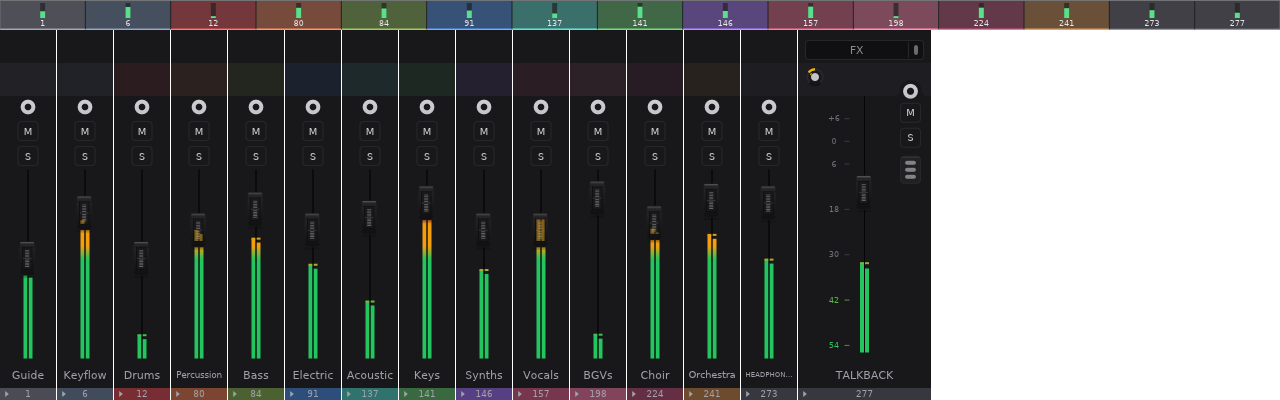 1 6 12 80 84 91 137 141 146 157 198 224 241 273 277
FX
M M M M M M M M M M M M M M M
S S S S S S S S S S S S S S S
+6
0
6
18
30
42
54
Guide Keyflow Drums Percussion Bass Electric Acoustic Keys Synths Vocals BGVs Choir Orchestra HEADPHON... TALKBACK
1 6 12 80 84 91 137 141 146 157 198 224 241 273 277